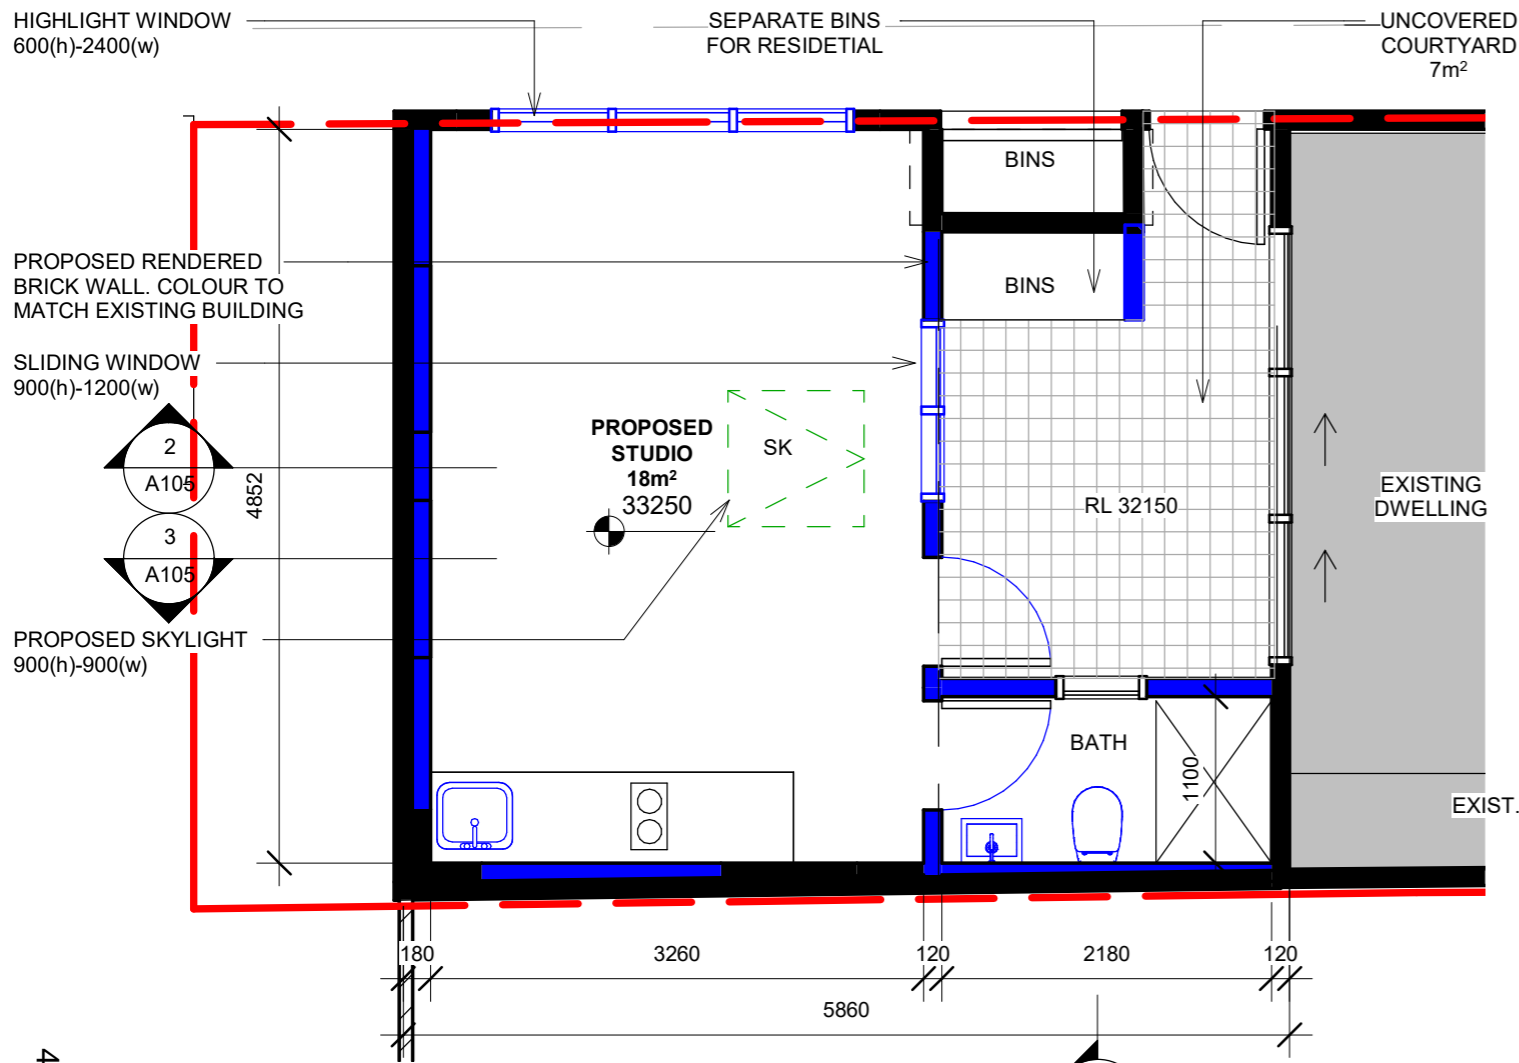 HIGHLIGHT WINDOW
600(h)-2400(w)
SEPARATE BINS
FOR RESIDETIAL
UNCOVERED
COURTYARD
7m²
BINS
PROPOSED RENDERED
BRICK WALL. COLOUR TO
MATCH EXISTING BUILDING
BINS
SLIDING WINDOW
900(h)-1200(w)
PROPOSED
STUDIO
18m²
33250
SK
2
A105
4852
3
A105
RL 32150
EXISTING
DWELLING
PROPOSED SKYLIGHT
900(h)-900(w)
BATH
1100
EXIST.
180
3260
120
2180
120
5860
4